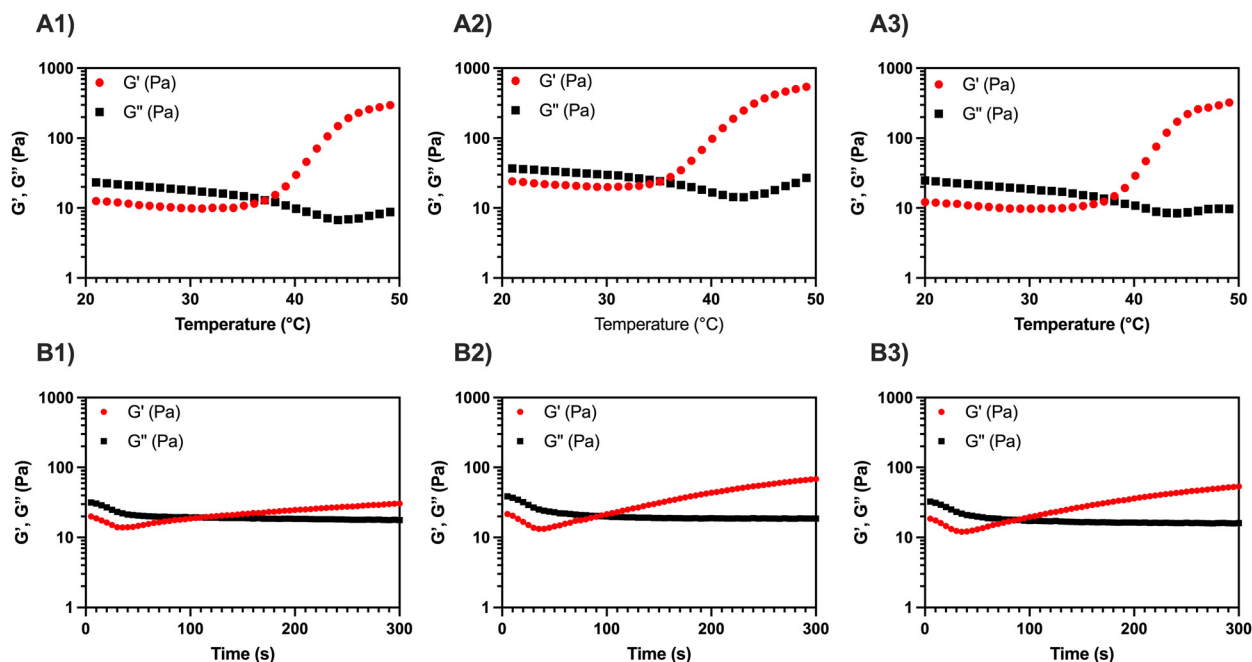 A1)
1000
100
10
1
G', G'' (Pa)
G' (Pa)
G" (Pa)
20
30
40
50
Temperature (°C)
A2)
1000
100
10
1
G' (Pa)
G" (Pa)
20
30
40
50
Temperature (°C)
A3)
1000
100
10
1
G', G'' (Pa)
G' (Pa)
G" (Pa)
20
30
40
50
Temperature (°C)
B1)
1000
100
10
1
G', G'' (Pa)
G' (Pa)
G" (Pa)
0
100
200
300
Time (s)
B2)
1000
100
10
1
G', G'' (Pa)
G' (Pa)
G" (Pa)
0
100
200
300
Time (s)
B3)
1000
100
10
1
G', G'' (Pa)
G' (Pa)
G" (Pa)
0
100
200
300
Time (s)